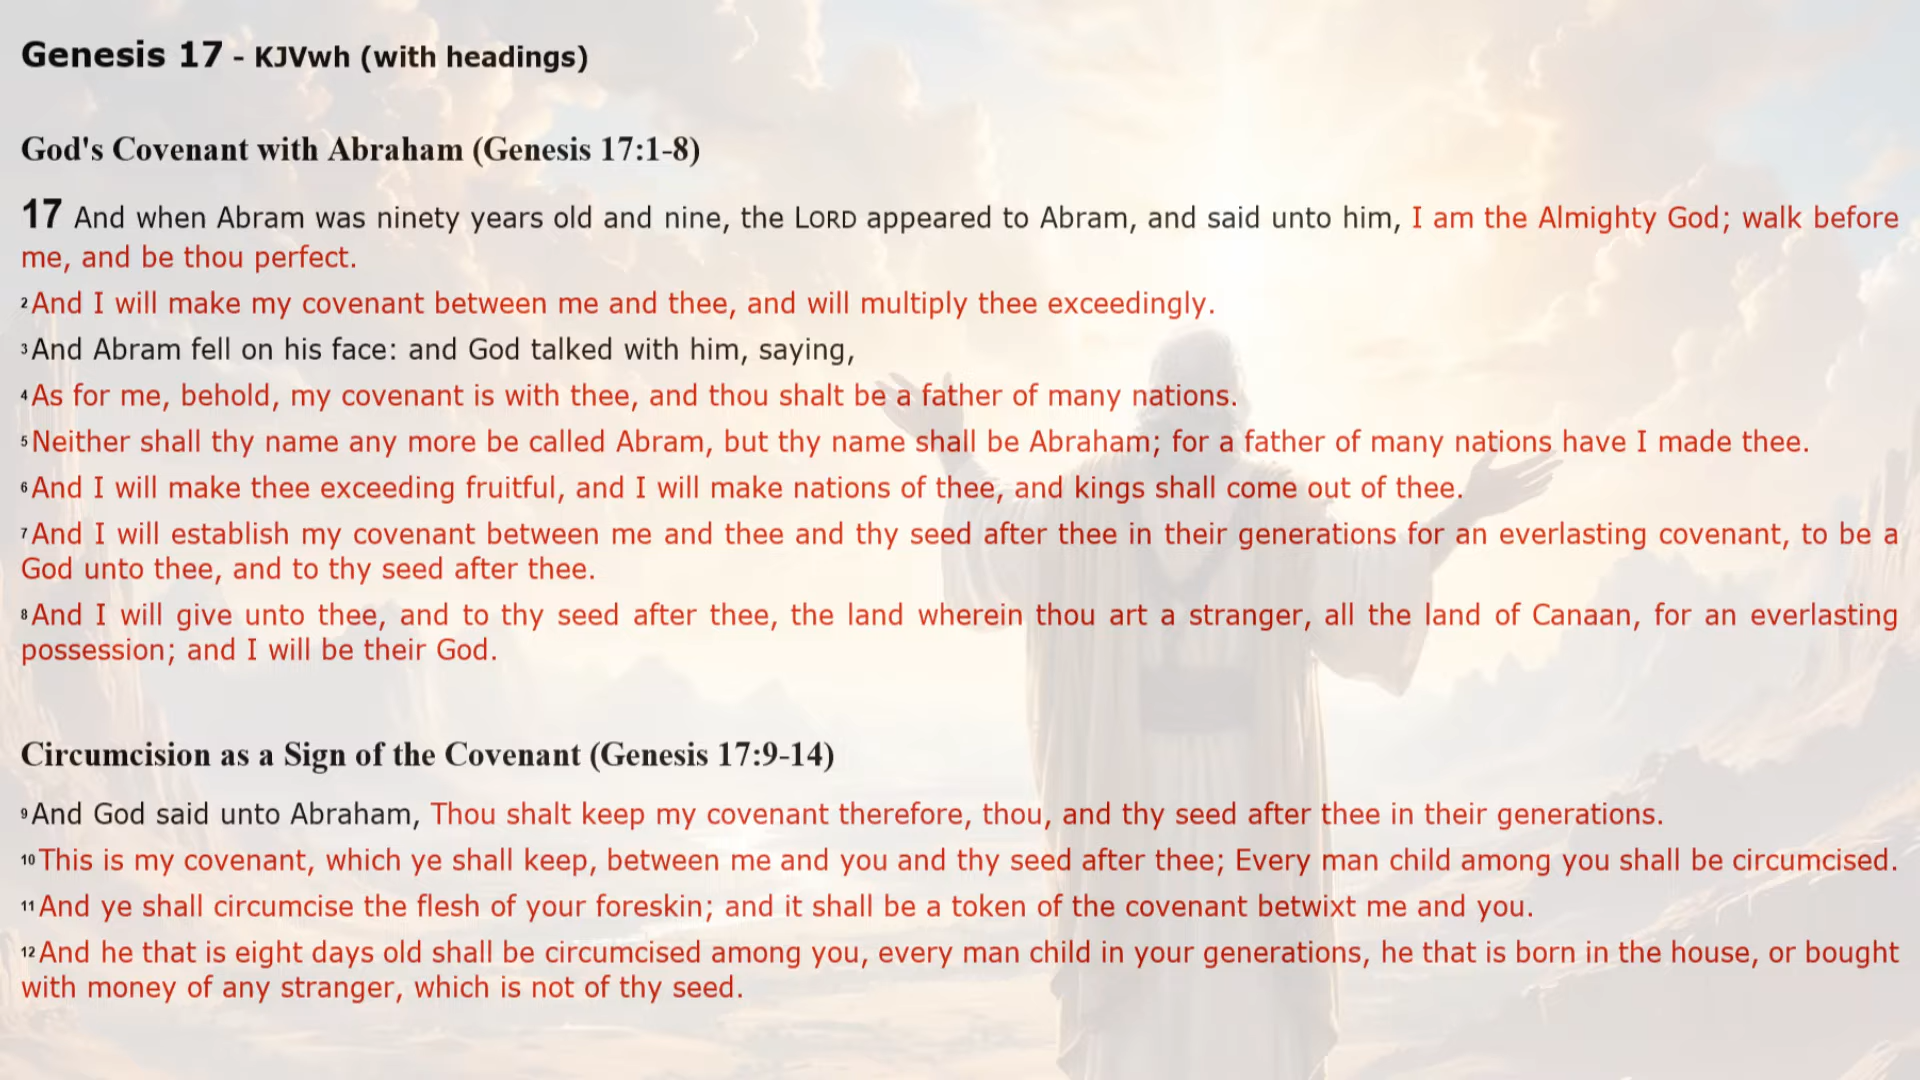 Genesis 17 - KJVwh (with headings)
God's Covenant with Abraham (Genesis 17:1-8)
17 And when Abram was ninety years old and nine, the LORD appeared to Abram, and said unto him, I am the Almighty God; walk before
me, and be thou perfect.
2 And I will make my covenant between me and thee, and will multiply thee exceedingly.
3 And Abram fell on his face: and God talked with him, saying,
4 As for me, behold, my covenant is with thee, and thou shalt be a father of many nations.
5 Neither shall thy name any more be called Abram, but thy name shall be Abraham; for a father of many nations have I made thee.
6 And I will make thee exceeding fruitful, and I will make nations of thee, and kings shall come out of thee.
7 And I will establish my covenant between me and thee and thy seed after thee in their generations for an everlasting covenant, to be a
God unto thee, and to thy seed after thee.
8 And I will give unto thee, and to thy seed after thee, the land wherein thou art a stranger, all the land of Canaan, for an everlasting
possession; and I will be their God.
Circumcision as a Sign of the Covenant (Genesis 17:9-14)
9 And God said unto Abraham, Thou shalt keep my covenant therefore, thou, and thy seed after thee in their generations.
10 This is my covenant, which ye shall keep, between me and you and thy seed after thee; Every man child among you shall be circumcised.
11 And ye shall circumcise the flesh of your foreskin; and it shall be a token of the covenant betwixt me and you.
12 And he that is eight days old shall be circumcised among you, every man child in your generations, he that is born in the house, or bought
with money of any stranger, which is not of thy seed.